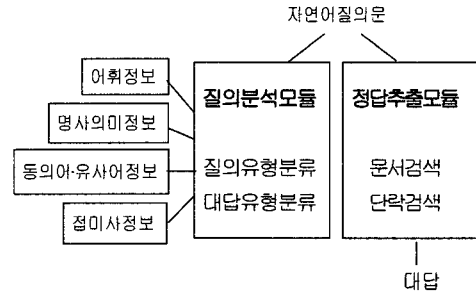 자연어질의문
어휘정보
명사의미정보
동의어·유사어정보
접미사정보
질의분석모듈
질의유형분류
대답유형분류
정답추출모듈
문서검색
단락검색
대답